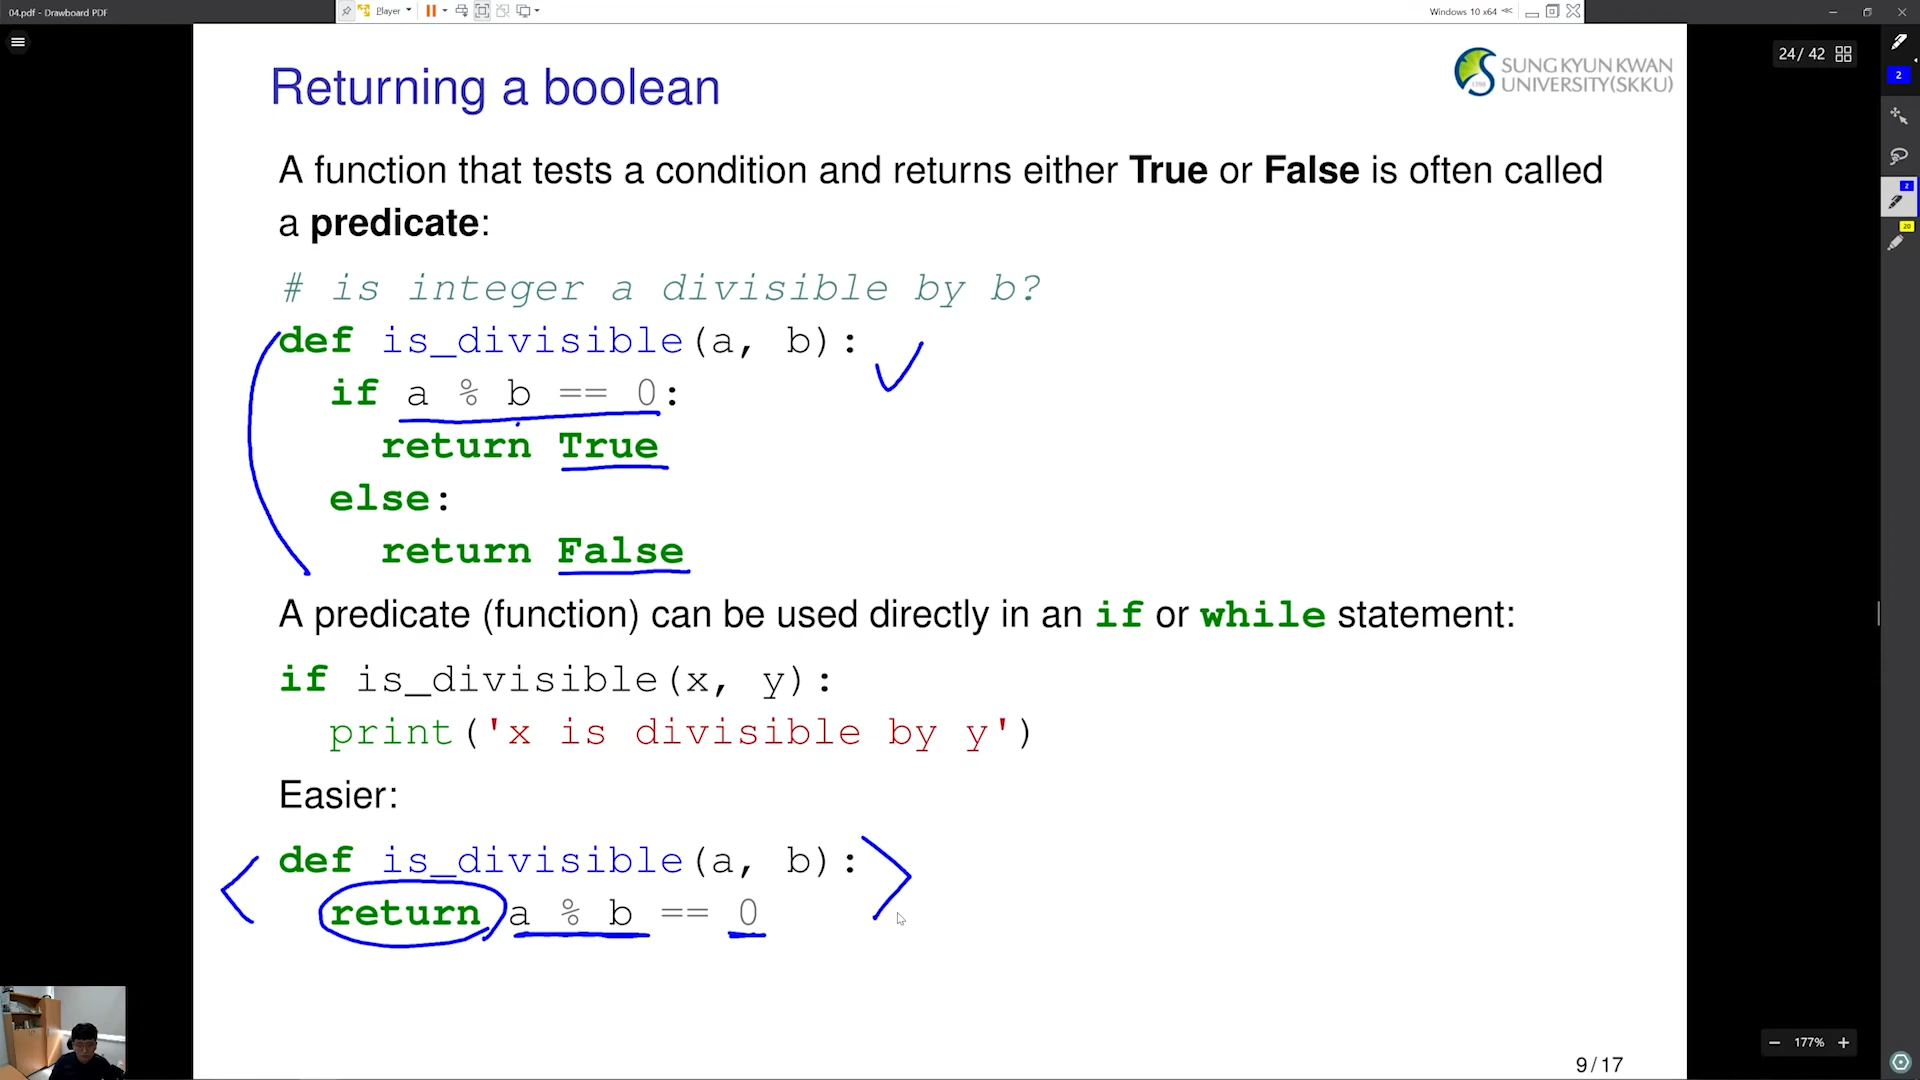 04.pdf - Drawboard PDF
Player
Windows 10 x64
24 / 42
2
2
20
Returning a boolean
SUNG KYUN KWAN
UNIVERSITY(SKKU)
A function that tests a condition and returns either True or False is often called
a predicate:
# is integer a divisible by b?
def is_divisible(a, b):
if a % b == 0:
return True
else:
return False
A predicate (function) can be used directly in an if or while statement:
if is_divisible(x, y):
print('x is divisible by y')
Easier:
def is_divisible(a, b):
return a % b == 0
177%
9/17